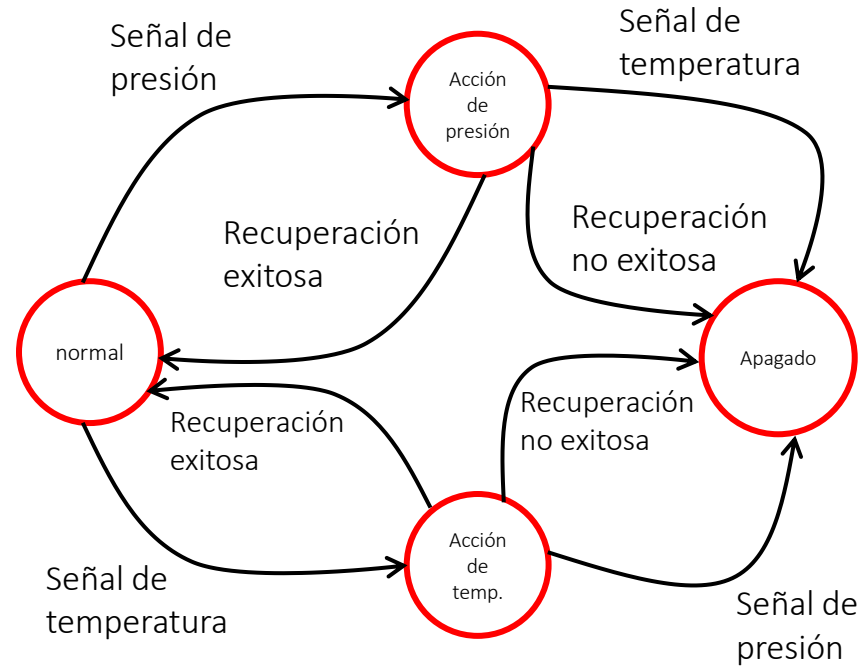 Señal de
presión
Acción
de
presión
Señal de
temperatura
Recuperación
exitosa
Recuperación
no exitosa
normal
Apagado
Recuperación
exitosa
Recuperación
no exitosa
Acción
de
temp.
Señal de
temperatura
Señal de
presión